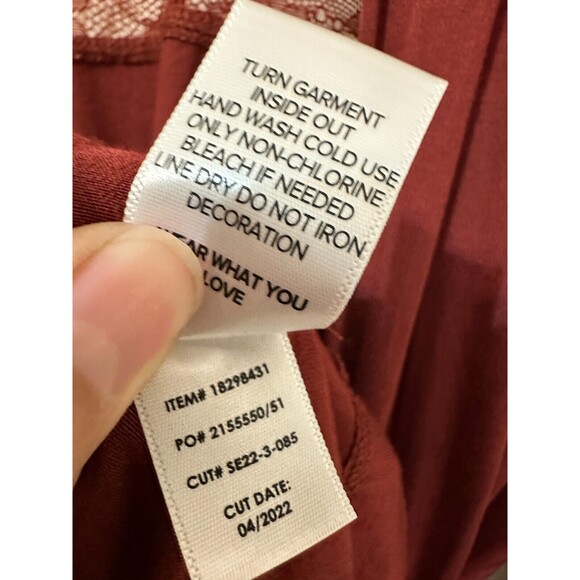 TURN GARMENT
INSIDE OUT
HAND WASH COLD USE
ONLY NON-CHLORINE
BLEACH IF NEEDED
LINE DRY DO NOT IRON
DECORATION
WHAT YOU
LOVE
ITEM# 18298431
PO# 2155550/51
CUT# SE22-3-085
CUT DATE:
04/2022